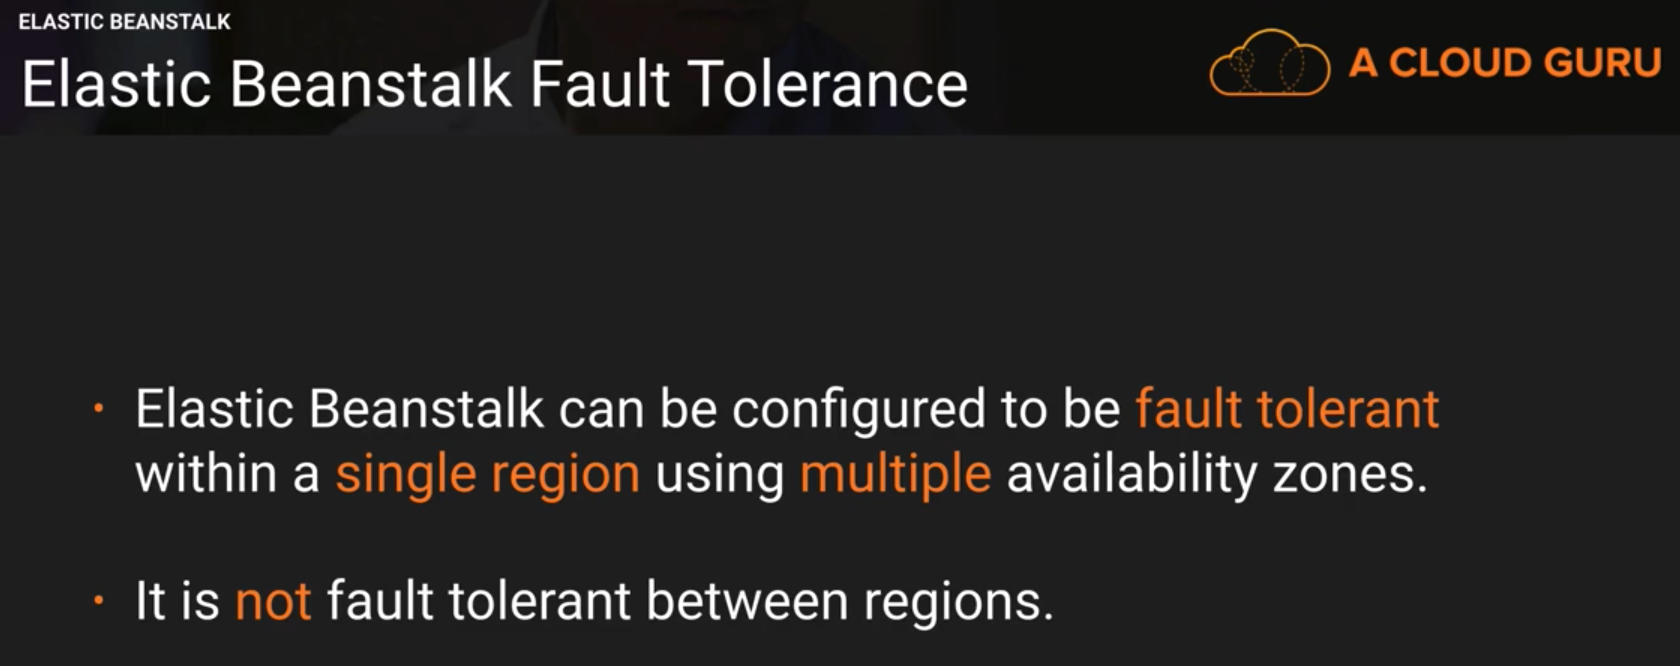 ELASTIC BEANSTALK
Elastic Beanstalk Fault Tolerance
A CLOUD GURU
• Elastic Beanstalk can be configured to be fault tolerant
within a single region using multiple availability zones.
• It is not fault tolerant between regions.